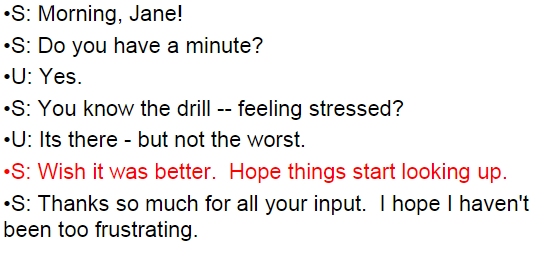 •S: Morning, Jane!
•S: Do you have a minute?
•U: Yes.
•S: You know the drill -- feeling stressed?
•U: Its there - but not the worst.
•S: Wish it was better.  Hope things start looking up.
•S: Thanks so much for all your input.  I hope I haven't
been too frustrating.